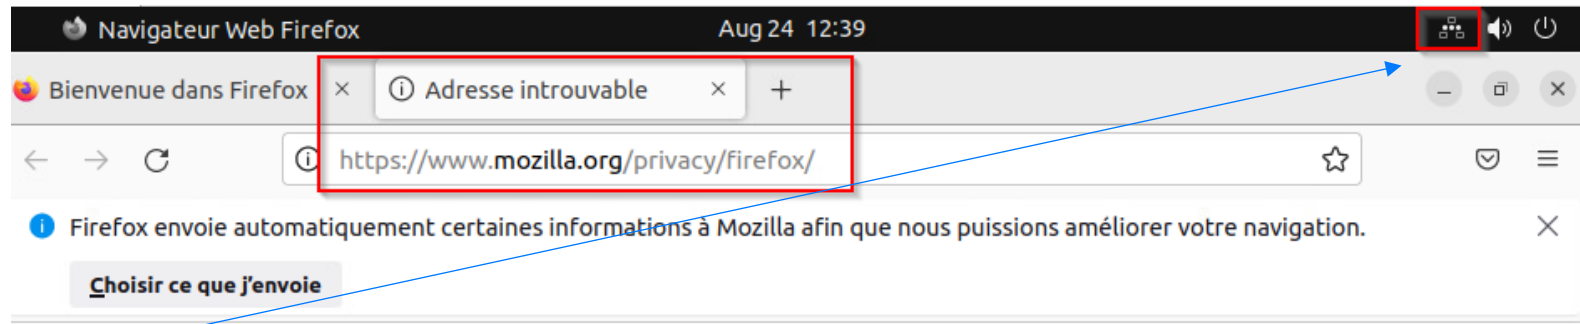 Navigateur Web Firefox Aug 24 12:39
Bienvenue dans Firefox Adresse introuvable
https://www.mozilla.org/privacy/firefox/
Firefox envoie automatiquement certaines informations à Mozilla afin que nous puissions améliorer votre navigation.
Choisir ce que j’envoie